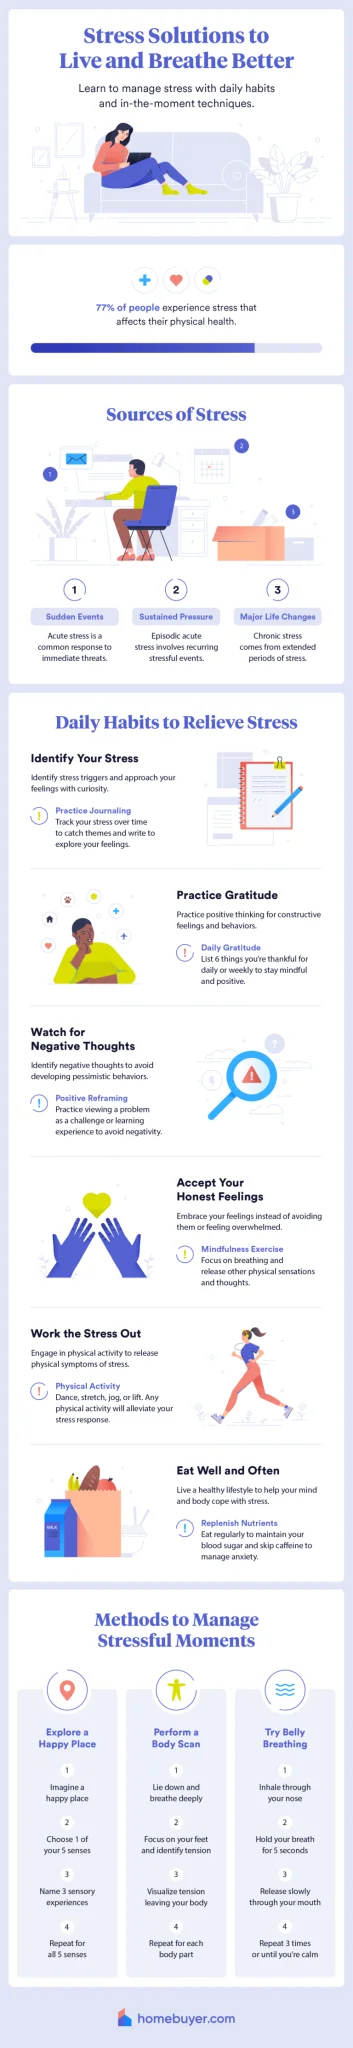 Stress Solutions to
Live and Breathe Better
Learn to manage stress with daily habits
and in-the-moment techniques.
77% of people experience stress that
affects their physical health.
Sources of Stress
1
2
3
1
2
3
Sudden Events
Sustained Pressure
Major Life Changes
Acute stress is a
common response to
immediate threats.
Episodic acute
stress involves recurring
stressful events.
Chronic stress
comes from extended
periods of stress.
Daily Habits to Relieve Stress
Identify Your Stress
Identify stress triggers and approach your
feelings with curiosity.
!
Practice Journaling
Track your stress over time
to catch themes and write to
explore your feelings.
Practice Gratitude
Practice positive thinking for constructive
feelings and behaviors.
!
Daily Gratitude
List 6 things you're thankful for
daily or weekly to stay mindful
and positive.
Watch for
Negative Thoughts
Identify negative thoughts to avoid
developing pessimistic behaviors.
!
Positive Reframing
Practice viewing a problem
as a challenge or learning
experience to avoid negativity.
?
!
Accept Your
Honest Feelings
Embrace your feelings instead of avoiding
them or feeling overwhelmed.
!
Mindfulness Exercise
Focus on breathing and
release other physical sensations
and thoughts.
Work the Stress Out
Engage in physical activity to release
physical symptoms of stress.
!
Physical Activity
Dance, stretch, jog, or lift. Any
physical activity will alleviate your
stress response.
MILK
Eat Well and Often
Live a healthy lifestyle to help your mind
and body cope with stress.
!
Replenish Nutrients
Eat regularly to maintain your
blood sugar and skip caffeine to
manage anxiety.
Methods to Manage
Stressful Moments
Explore a
Happy Place
1
Imagine a
happy place
2
Choose 1 of
your 5 senses
3
Name 3 sensory
experiences
4
Repeat for
all 5 senses
Perform a
Body Scan
1
Lie down and
breathe deeply
2
Focus on your feet
and identify tension
3
Visualize tension
leaving your body
4
Repeat for each
body part
Try Belly
Breathing
1
Inhale through
your nose
2
Hold your breath
for 5 seconds
3
Release slowly
through your mouth
4
Repeat 3 times
or until you're calm
homebuyer.com